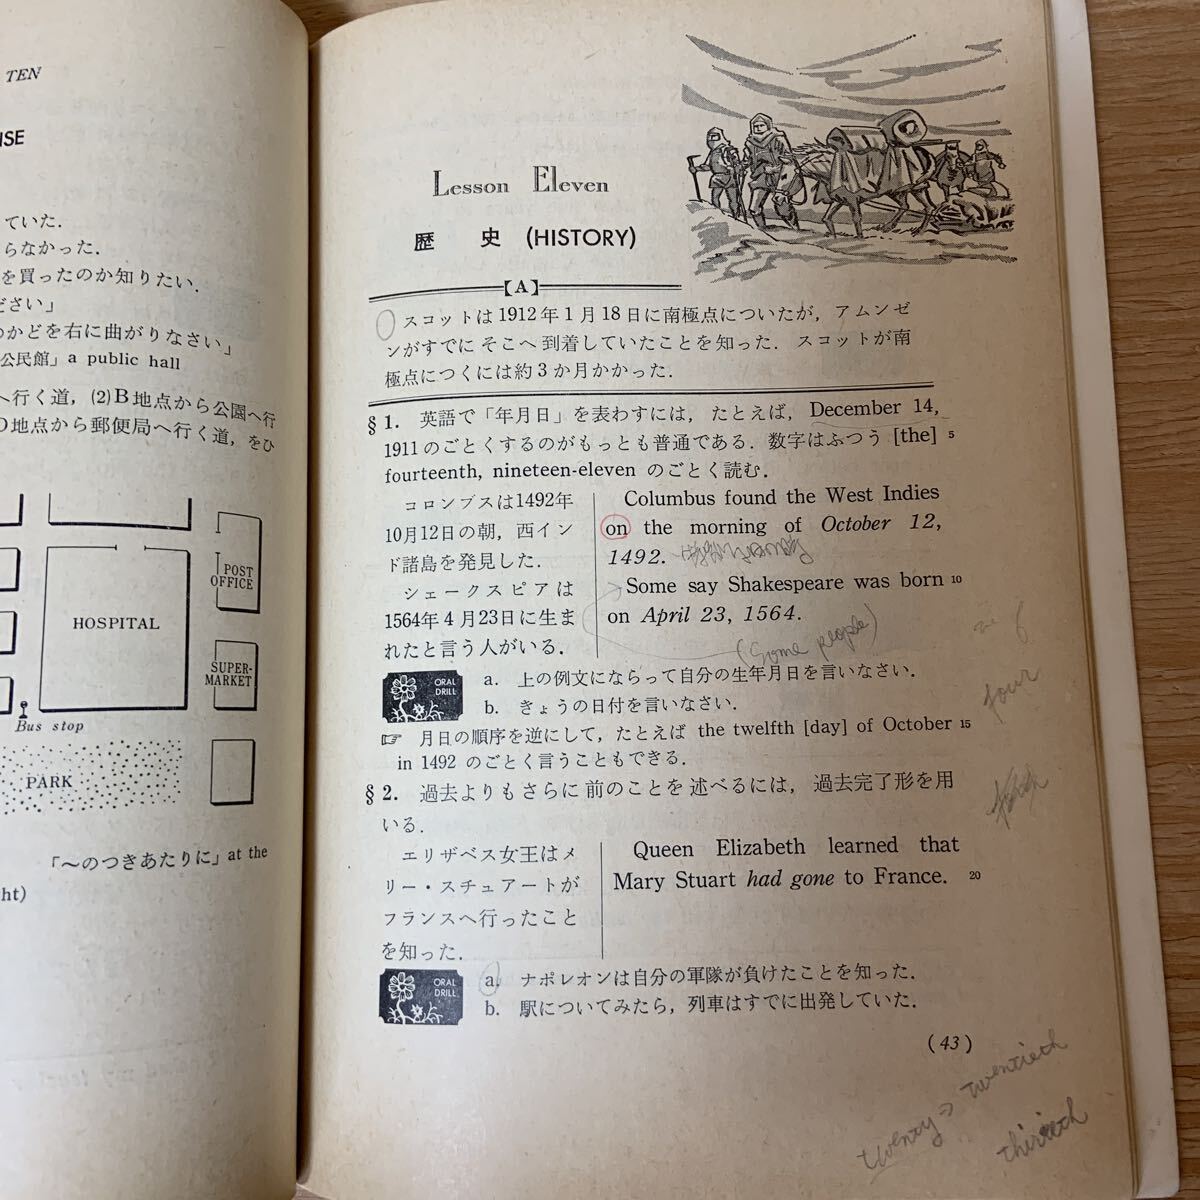 TEN
ISE
ていた.
らなかった.
を買ったのか知りたい.
ださい」
のかどを右に曲がりなさい」
公民館」a public hall
へ行く道, (2)B地点から公園へ行
D地点から郵便局へ行く道, をひ
POST
OFFICE
HOSPITAL
SUPER-
MARKET
Bus stop
PARK
「〜のつきあたりに」at the
ht)
Lesson Eleven
歴 史 (HISTORY)
【A】
スコットは1912年1月18日に南極点についたが, アムンゼ
ンがすでに そこへ 到着していたことを知った. スコットが南
極点につくには約3か月かかった.
§1. 英語で「年月日」を表わすには, たとえば, December 14,
1911のごとくするのがもっとも普通である. 数字はふつう [the] 5
fourteenth, nineteen-eleven のごとく読む.
コロンブスは1492年
10月12日の朝, 西イン
ド諸島を発見した.
シェークスピアは
1564年4月23日に生ま
れたと言う人がいる.
Columbus found the West Indies
on the morning of October 12,
1492.
Some say Shakespeare was born 10
on April 23, 1564.
(Some people)
four
ORAL
DRILL
a. 上の例文にならって自分の生年月日を言いなさい.
b. きょうの日付を言いなさい.
☞ 月日の順序を逆にして, たとえば the twelfth [day] of October 15
in 1492 のごとく言うこともできる.
§2. 過去よりもさらに前のことを述べるには, 過去完了形を用
いる.
エリザベス女王はメ
リー・スチュアートが
フランスへ行ったこと
を知った.
Queen Elizabeth learned that
Mary Stuart had gone to France. 20
ORAL
DRILL
a. ナポレオンは自分の軍隊が負けたことを知った.
b. 駅についてみたら, 列車はすでに出発していた.
(43)
twenty → twentieth
thirtieth